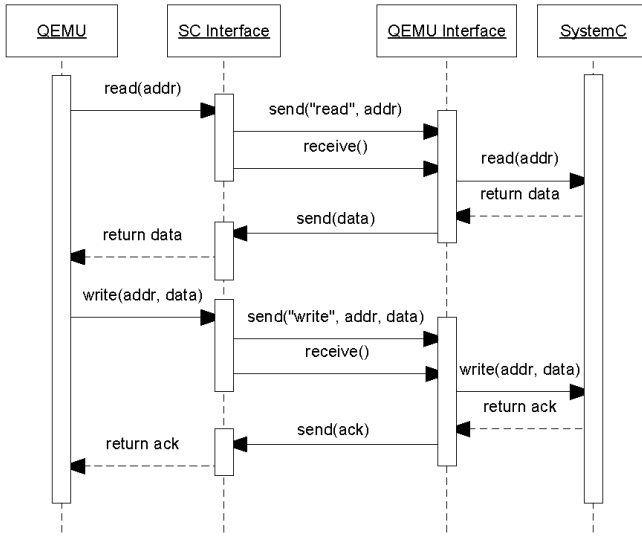 QEMU
SC Interface
QEMU Interface
SystemC
read(addr)
send("read", addr)
receive()
read(addr)
return data
send(data)
return data
write(addr, data)
send("write", addr, data)
receive()
write(addr, data)
return ack
send(ack)
return ack